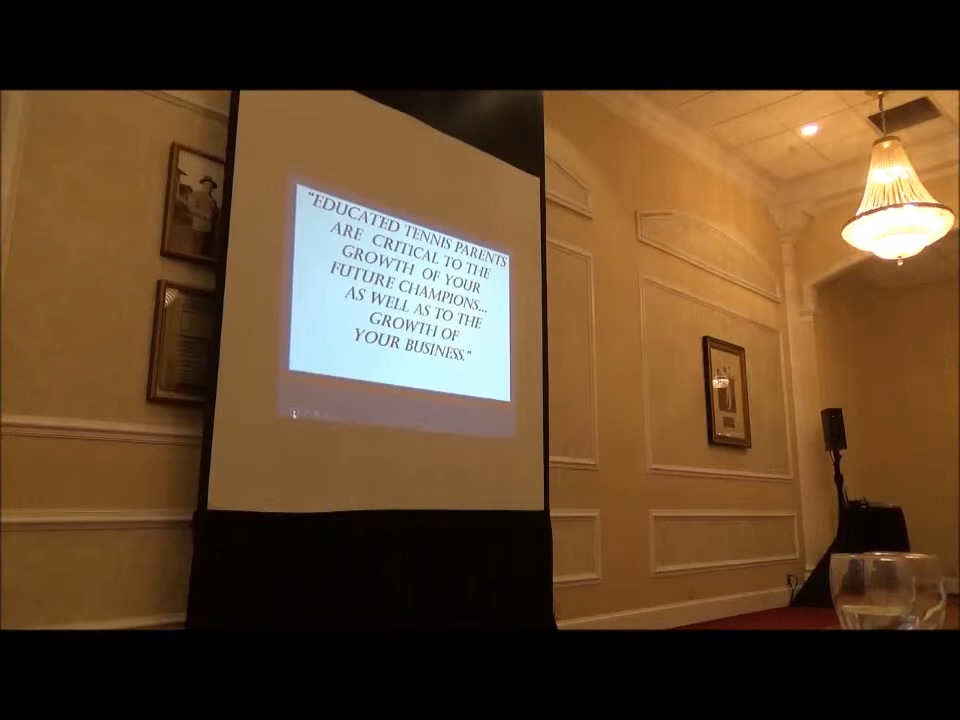 "EDUCATED TENNIS PARENTS
ARE CRITICAL TO THE
GROWTH OF YOUR
FUTURE CHAMPIONS...
AS WELL AS TO THE
GROWTH OF
YOUR BUSINESS."